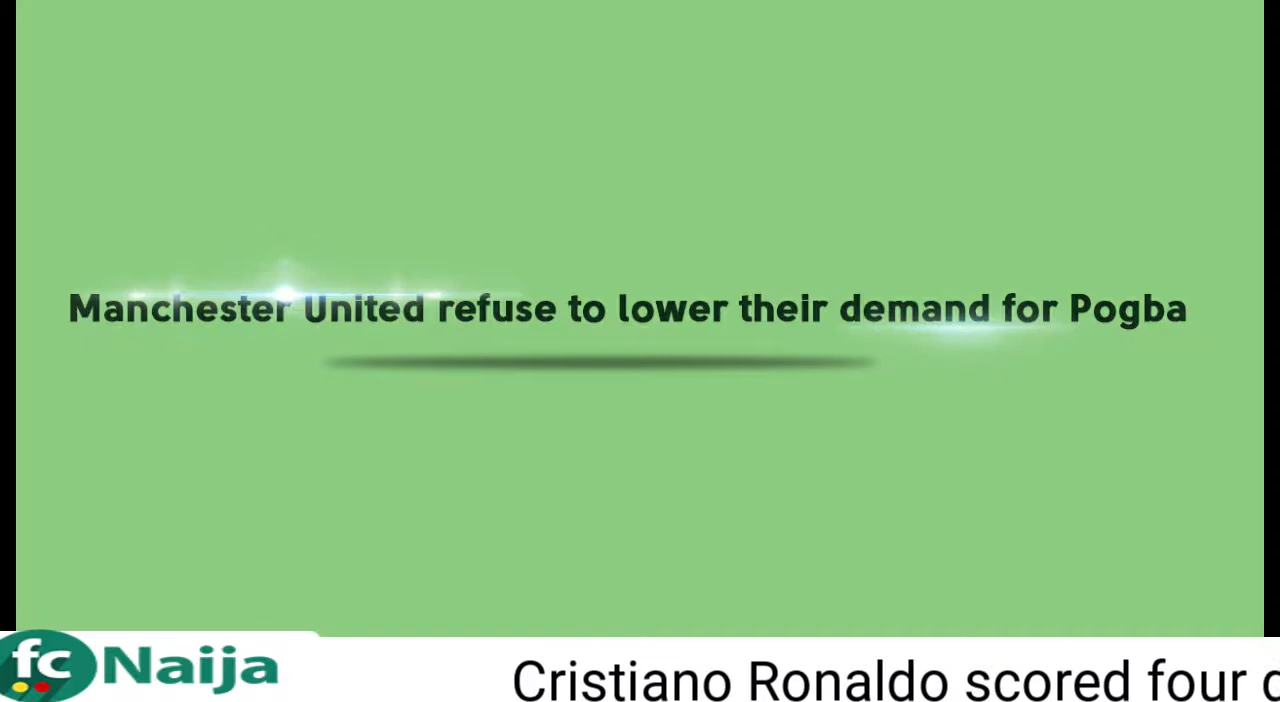 Manchester United refuse to lower their demand for Pogba
fc Naija
Cristiano Ronaldo scored four